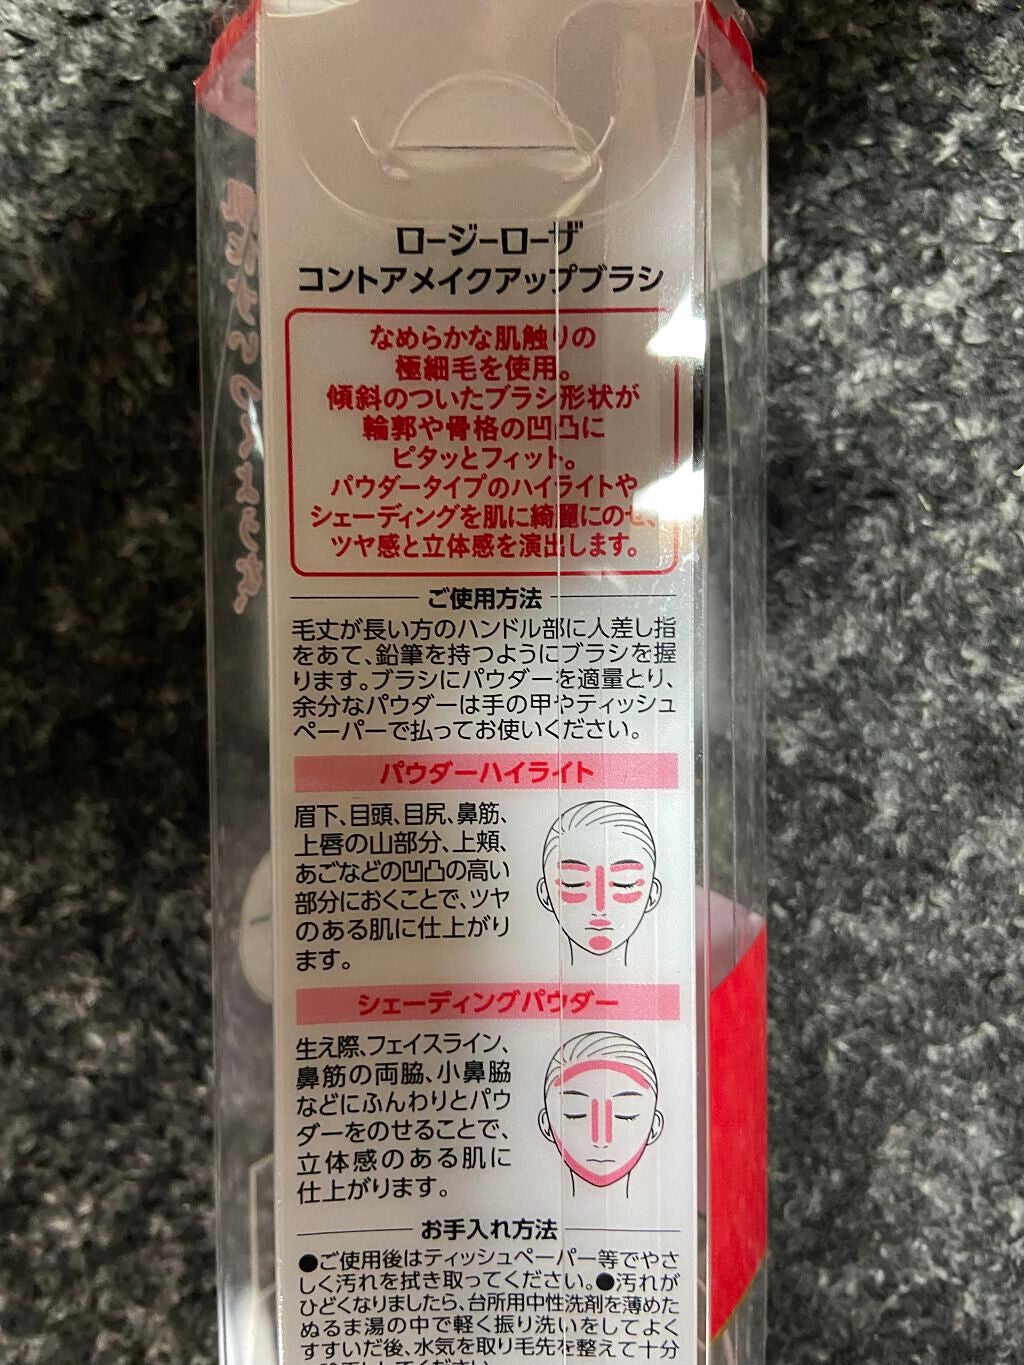 ロージーローザ
コントアメイクアップブラシ
なめらかな肌触りの
極細毛を使用。
傾斜のついたブラシ形状が
輪郭や骨格の凹凸に
ピタッとフィット。
パウダータイプのハイライトや
シェーディングを肌に綺麗にのせ、
ツヤ感と立体感を演出します。
ご使用方法
毛丈が長い方のハンドル部に人差し指
をあて、鉛筆を持つようにブラシを握
ります。ブラシにパウダーを適量とり、
余分なパウダーは手の甲やティッシュ
ペーパーで払ってお使いください。
パウダーハイライト
眉下、目頭、目尻、鼻筋、
上唇の山部分、上頬、
あごなどの凹凸の高い
部分におくことで、ツヤ
のある肌に仕上がり
ます。
シェーディングパウダー
生え際、フェイスライン、
鼻筋の両脇、小鼻脇
などにふんわりとパウ
ダーをのせることで、
立体感のある肌に
仕上がります。
お手入れ方法
●ご使用後はティッシュペーパー等でやさ
しく汚れを拭き取ってください。●汚れが
ひどくなりましたら、台所用中性洗剤を薄めた
ぬるま湯の中で軽く振り洗いをしてよく
すすいだ後、水気を取り毛先を整えて十分